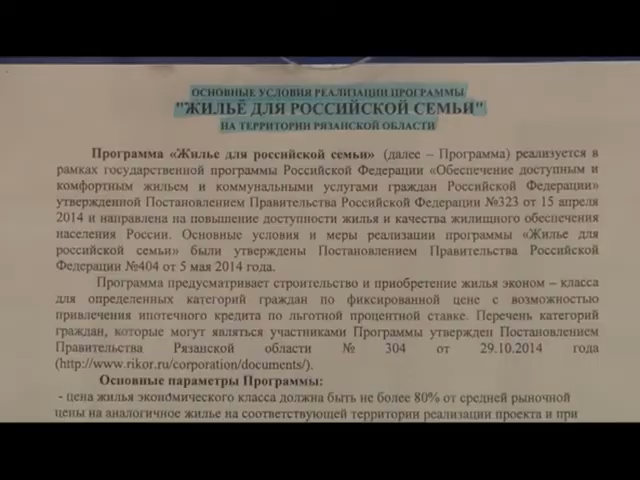 ОСНОВНЫЕ УСЛОВИЯ РЕАЛИЗАЦИИ ПРОГРАММЫ
"ЖИЛЬЁ ДЛЯ РОССИЙСКОЙ СЕМЬИ"
НА ТЕРРИТОРИИ РЯЗАНСКОЙ ОБЛАСТИ
Программа «Жилье для российской семьи» (далее – Программа) реализуется в
рамках государственной программы Российской Федерации «Обеспечение доступным и
комфортным жильем и коммунальными услугами граждан Российской Федерации»
утвержденной Постановлением Правительства Российской Федерации №323 от 15 апреля
2014 и направлена на повышение доступности жилья и качества жилищного обеспечения
населения России. Основные условия и меры реализации программы «Жилье для
российской семьи» были утверждены Постановлением Правительства Российской
Федерации №404 от 5 мая 2014 года.
Программа предусматривает строительство и приобретение жилья эконом – класса
для определенных категорий граждан по фиксированной цене с возможностью
привлечения ипотечного кредита по льготной процентной ставке. Перечень категорий
граждан, которые могут являться участниками Программы утвержден Постановлением
Правительства Рязанской области № 304 от 29.10.2014 года
(http://www.rikor.ru/corporation/documents/).
Основные параметры Программы:
- цена жилья экономического класса должна быть не более 80% от средней рыночной
цены на аналогичное жилье на соответствующей территории реализации проекта и при